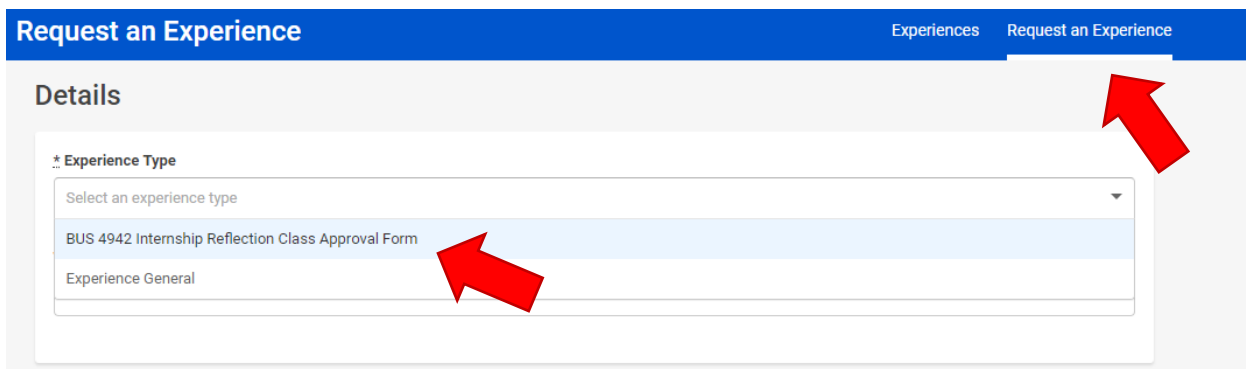 Request an Experience
Experiences
Request an Experience
Details
* Experience Type
Select an experience type
BUS 4942 Internship Reflection Class Approval Form
Experience General